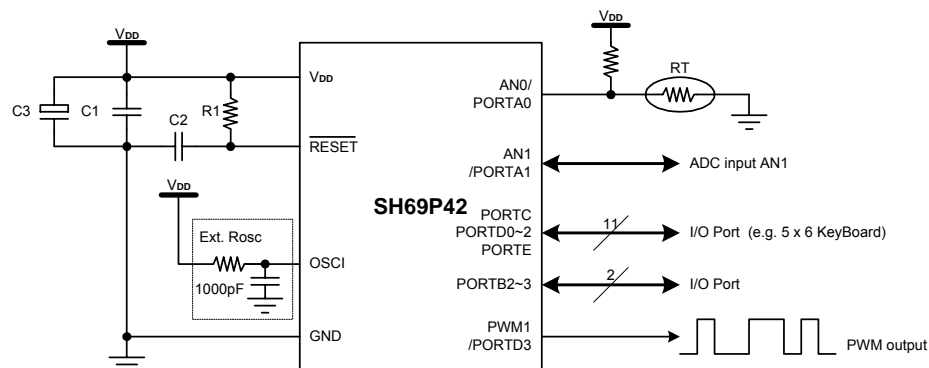 VDD
VDD
C3
C1
C2
R1
VDD
RESET
VDD
Ext. Rosc
1000pF
OSCI
GND
SH69P42
AN0/
PORTA0
RT
AN1
/PORTA1
ADC input AN1
PORTC
PORTD0~2
PORTE
11
I/O Port (e.g. 5 x 6 KeyBoard)
PORTB2~3
2
I/O Port
PWM1
/PORTD3
PWM output